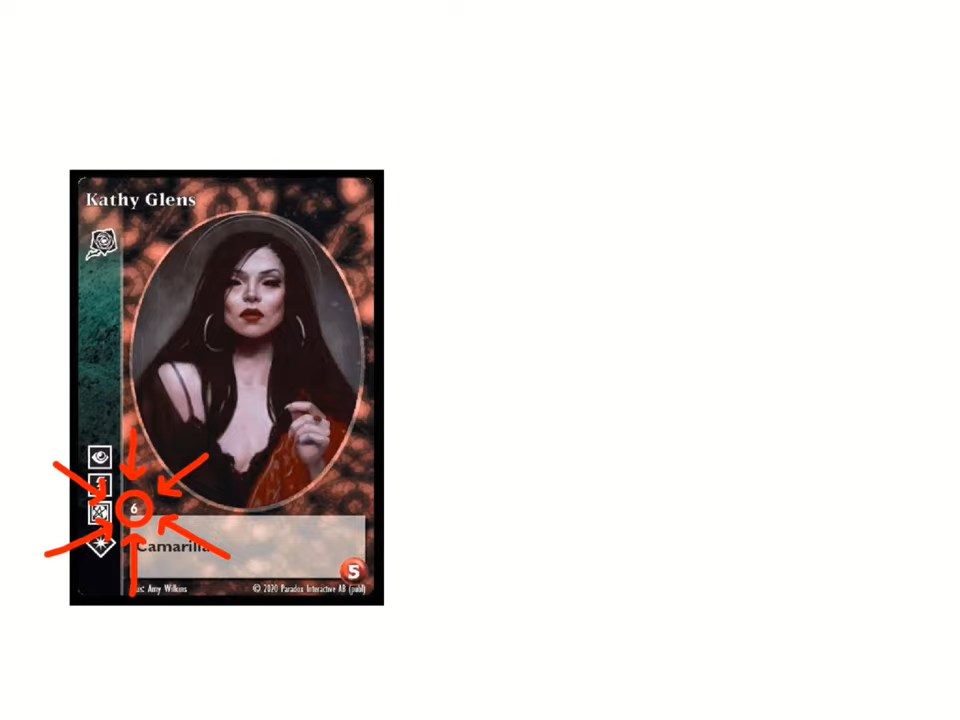 Kathy Glens
6
Camarilla
5
Amy Wilkins
© 2020 Paradox Interactive AB (publ)